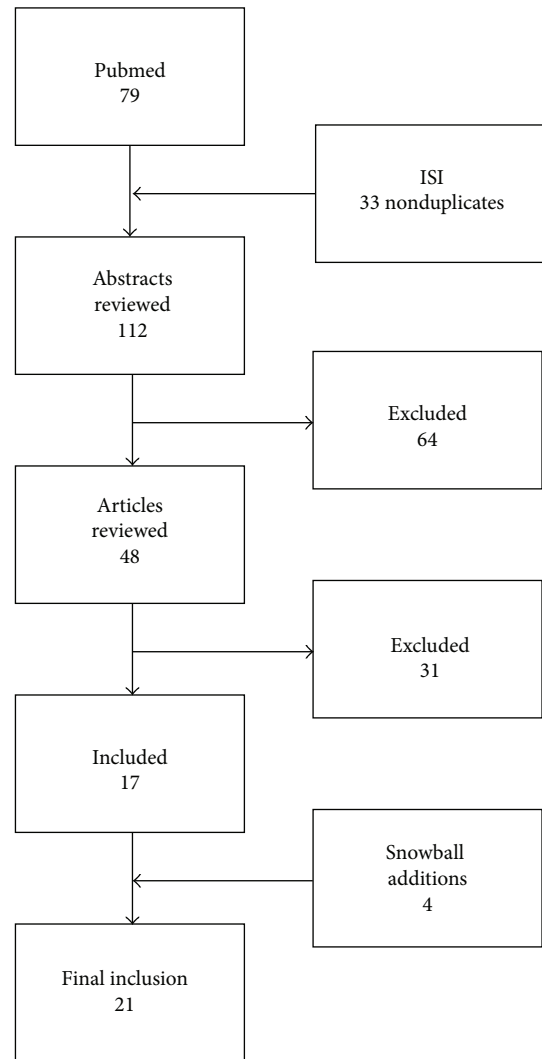 Pubmed
79
ISI
33 nonduplicates
Abstracts
reviewed
112
Excluded
64
Articles
reviewed
48
Excluded
31
Included
17
Snowball
additions
4
Final inclusion
21